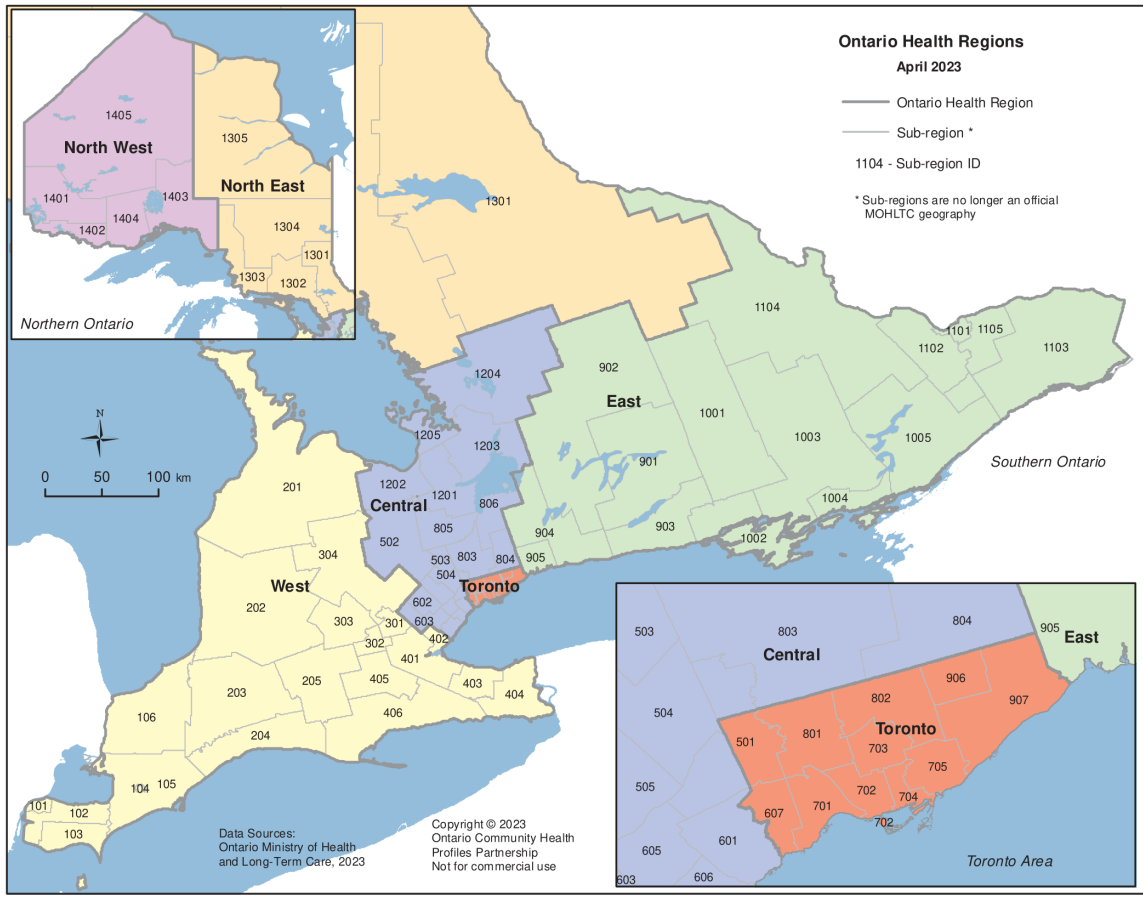 Ontario Health Regions
April 2023
Ontario Health Region
Sub-region *
1104 - Sub-region ID
* Sub-regions are no longer an official
MOHLTC geography
1405
North West
1305
North East
1401
1403
1404
1402
1304
1301
1303
1302
Northern Ontario
1301
1104
1101
1105
1102
1103
902
1204
East
1001
1003
1005
1205
1203
901
Southern Ontario
N
0 50 100 km
201
1202
1201
Central
806
1004
805
903
904
1002
502
304
503
803
804
905
504
West
Toronto
602
202
303
301
603
302
402
401
203
205
405
403
404
106
406
204
104
105
101
102
103
Data Sources:
Ontario Ministry of Health
and Long-Term Care, 2023
Copyright © 2023
Ontario Community Health
Profiles Partnership
Not for commercial use
503
803
804
905
East
Central
906
802
907
504
501
801
Toronto
703
705
505
702
704
701
607
702
601
605
606
603
Toronto Area